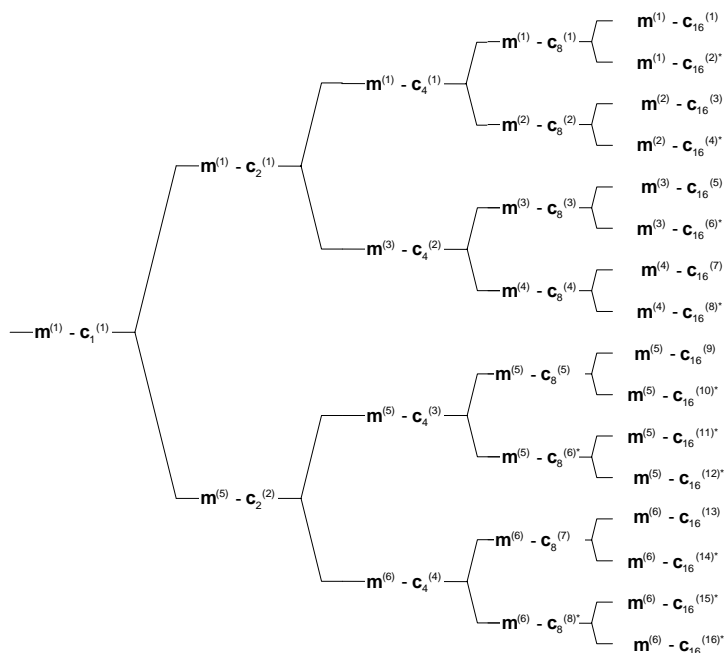 m(1) - c16(1)
m(1) - c8(1)
m(1) - c16(2)*
m(1) - c4(1)
m(2) - c16(3)
m(2) - c8(2)
m(2) - c16(4)*
m(1) - c2(1)
m(3) - c16(5)
m(3) - c8(3)
m(3) - c16(6)*
m(3) - c4(2)
m(4) - c16(7)
m(4) - c8(4)
m(4) - c16(8)*
m(1) - c1(1)
m(5) - c16(9)
m(5) - c8(5)
m(5) - c16(10)*
m(5) - c4(3)
m(5) - c16(11)*
m(5) - c8(6)*
m(5) - c16(12)*
m(5) - c2(2)
m(6) - c16(13)
m(6) - c8(7)
m(6) - c16(14)*
m(6) - c4(4)
m(6) - c16(15)*
m(6) - c8(8)*
m(6) - c16(16)*